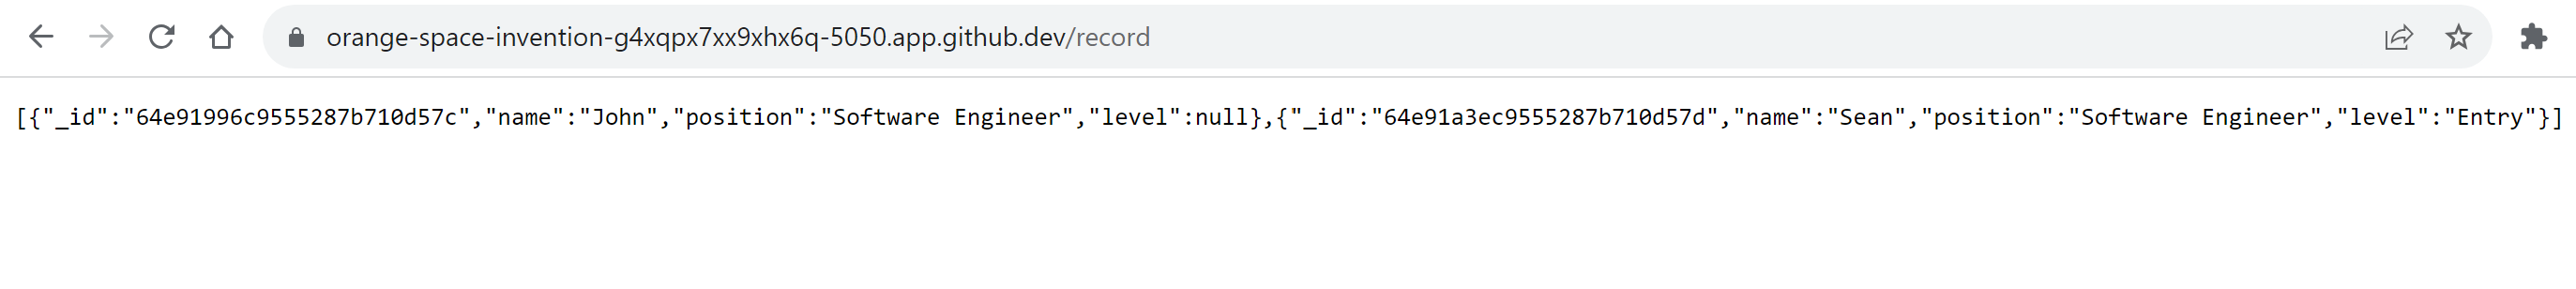 orange-space-invention-g4xqpx7xx9xhx6q-5050.app.github.dev/record
[{"_id":"64e91996c9555287b710d57c","name":"John","position":"Software Engineer","level":null},{"_id":"64e91a3ec9555287b710d57d","name":"Sean","position":"Software Engineer","level":"Entry"}]